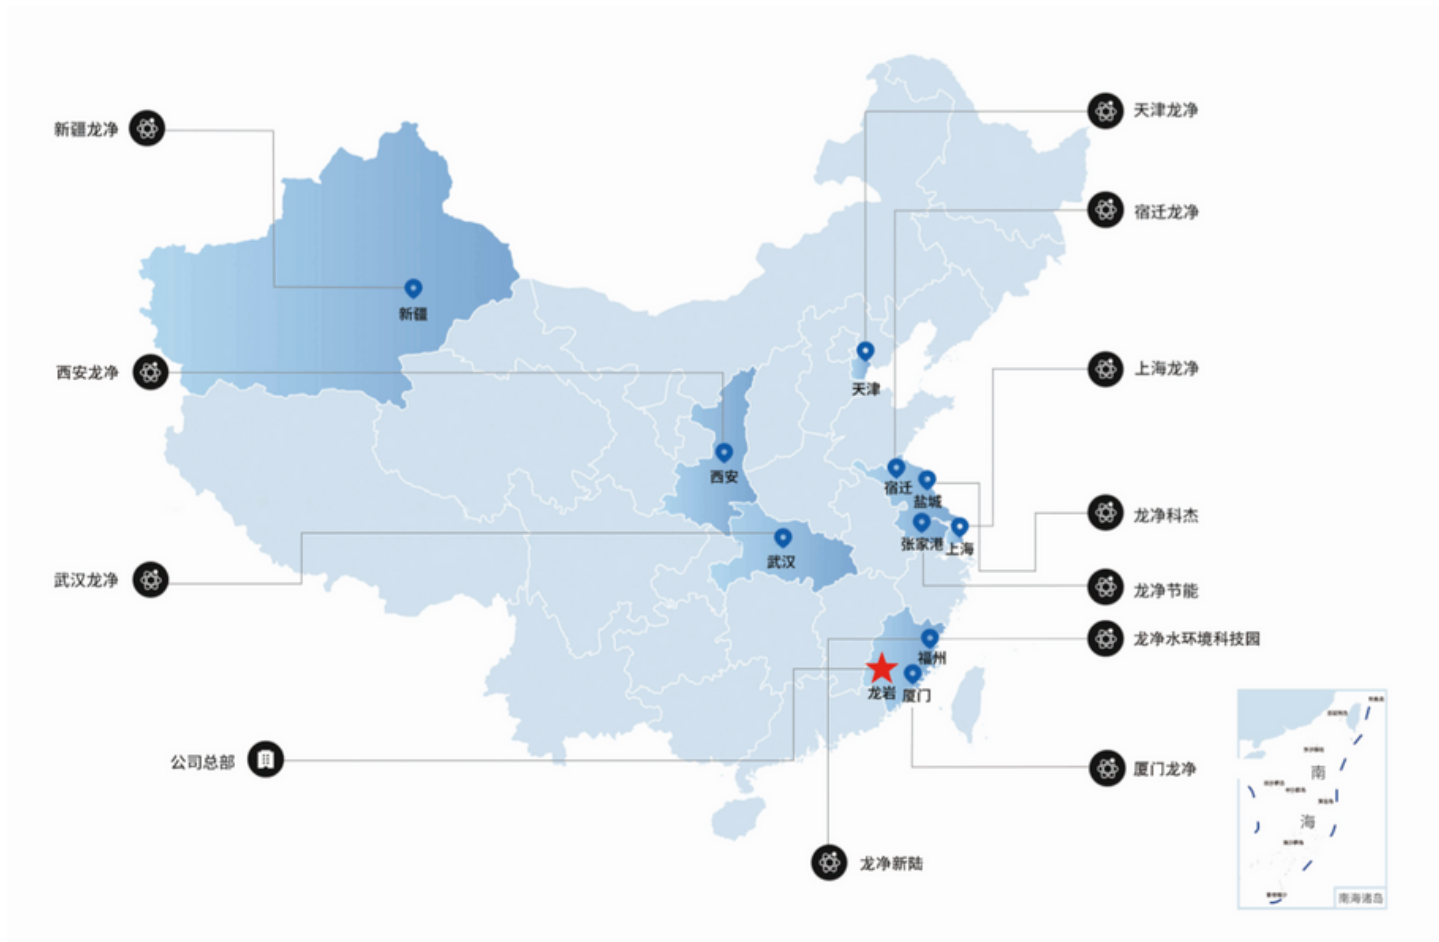 新疆龙净
天津龙净
宿迁龙净
新疆
西安龙净
上海龙净
天津
西安
宿迁
盐城
龙净科杰
张家港
上海
武汉
武汉龙净
龙净节能
龙净水环境科技园
福州
龙岩
厦门
公司总部
厦门龙净
南
海
龙净新陆
南海诸岛